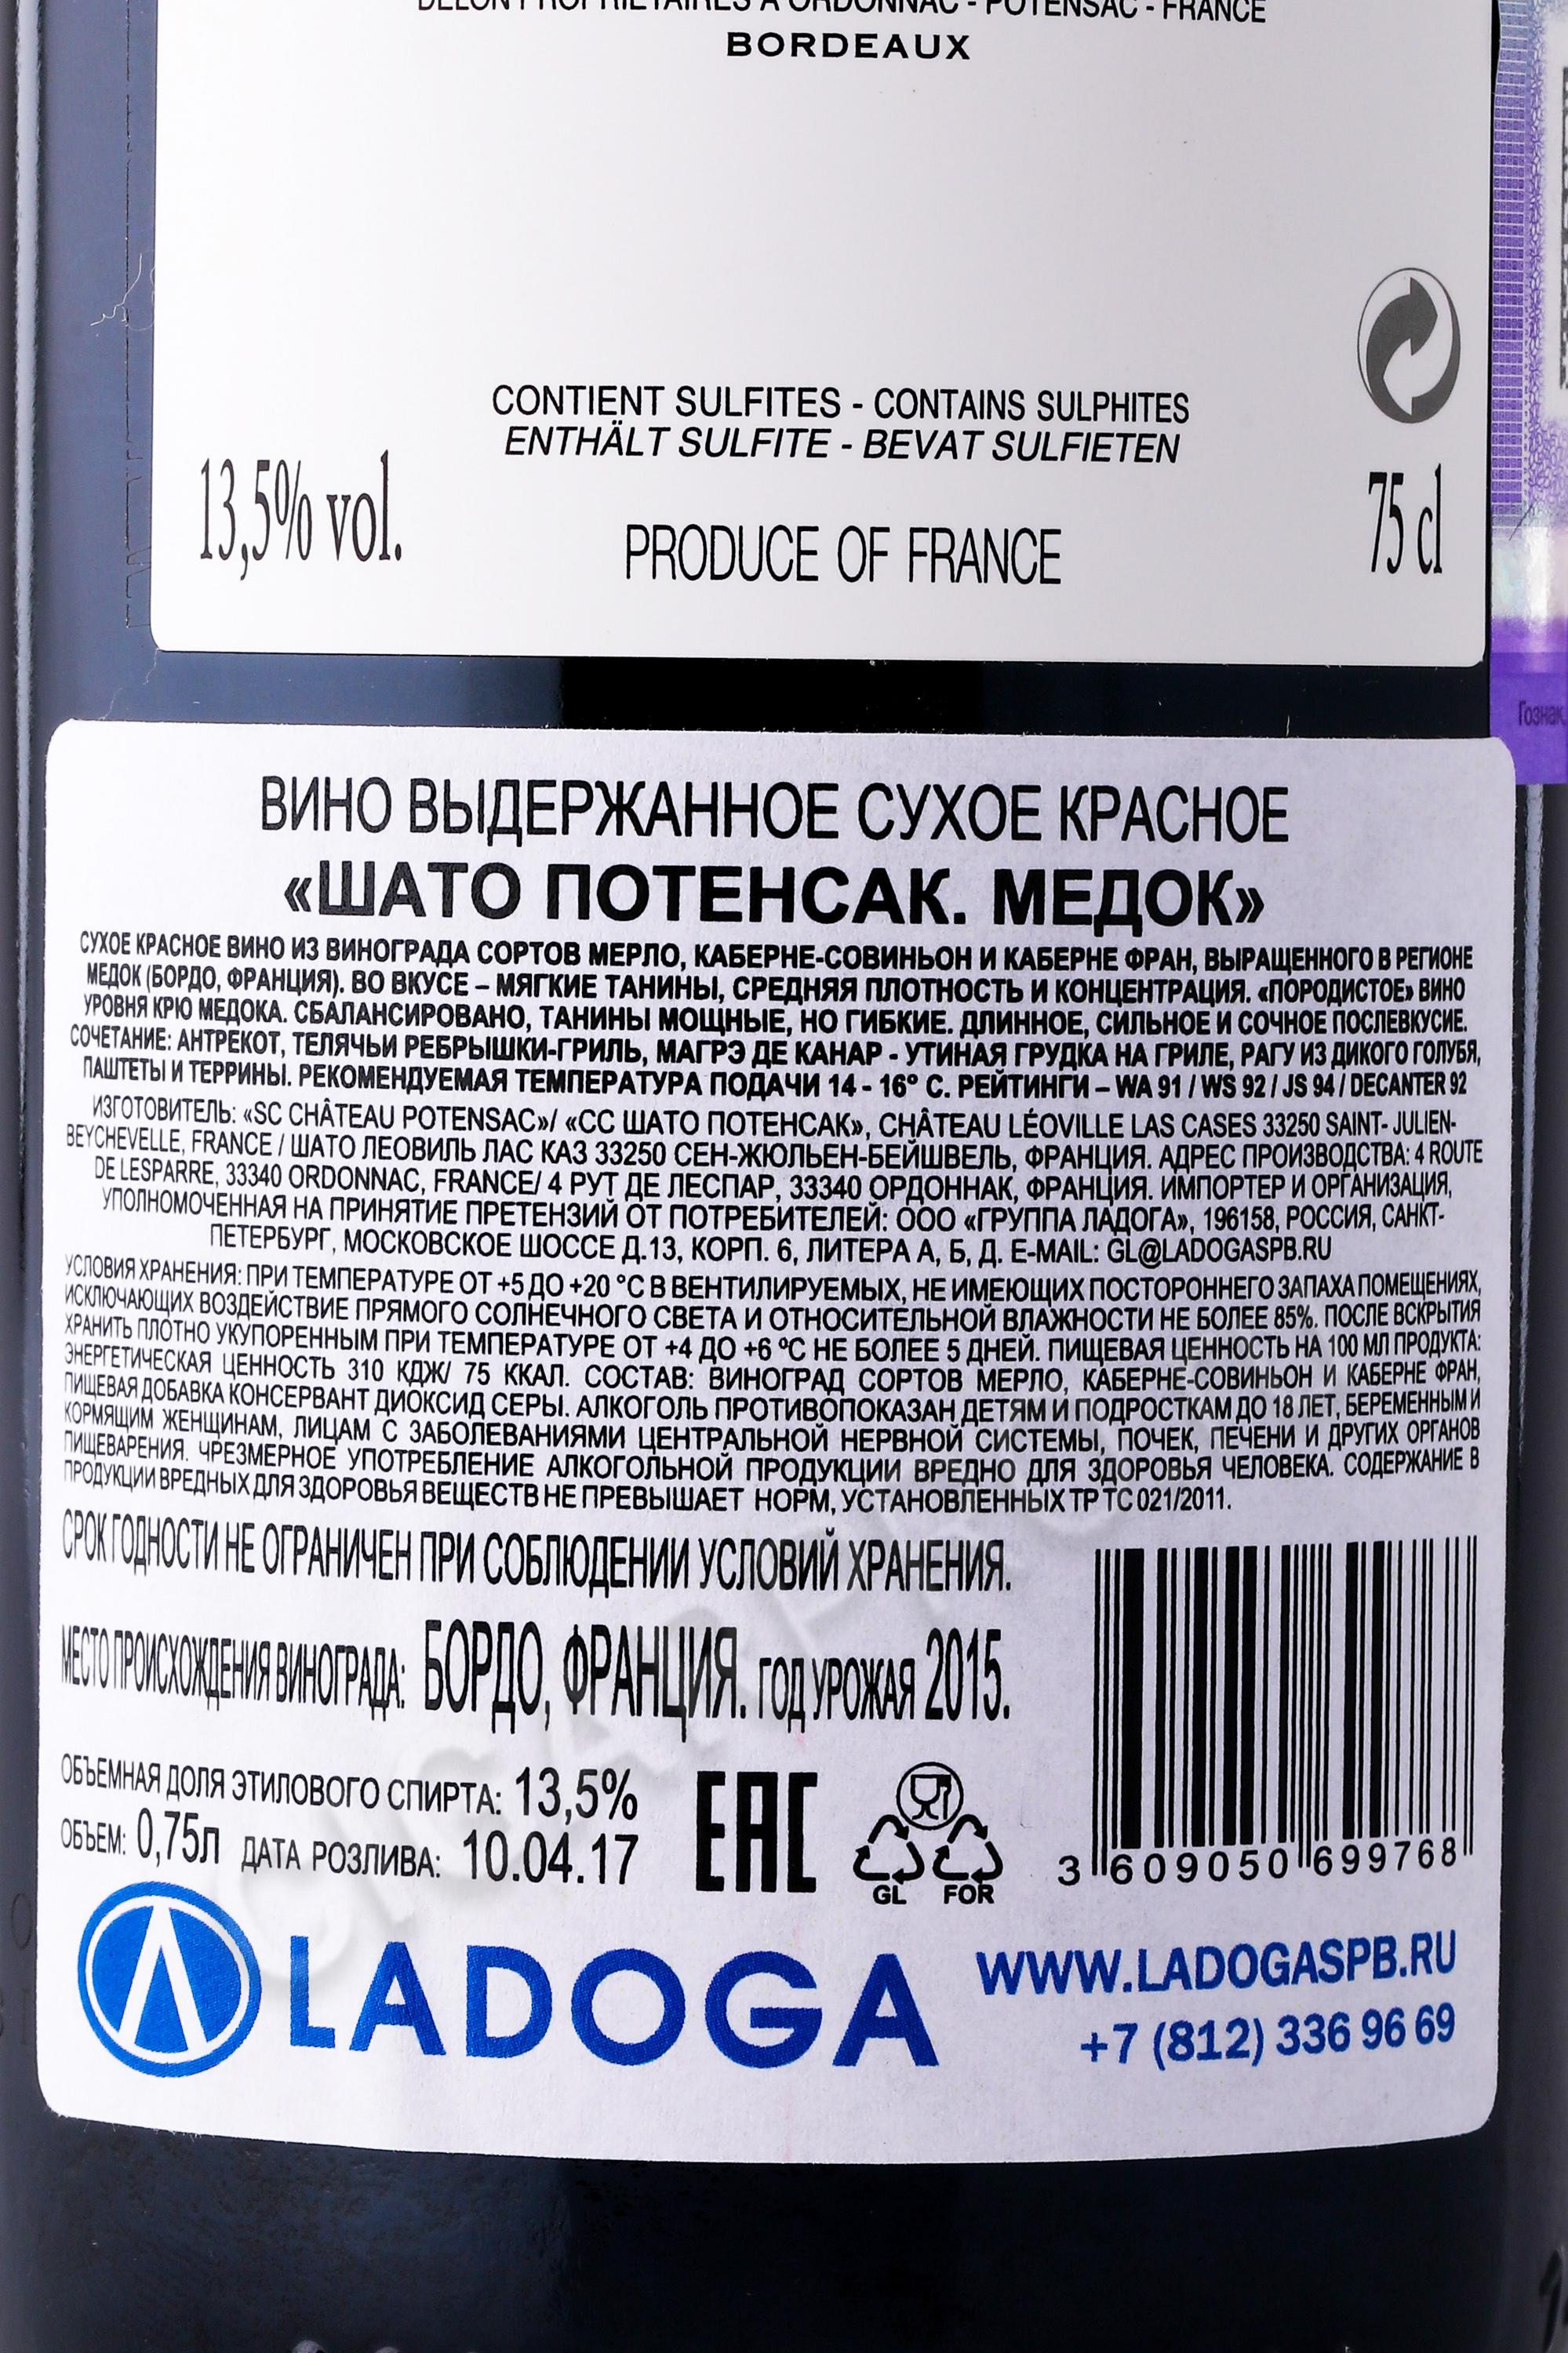 DELON PROPRIÉTAIRES À ORDONNAC - POTENSAC - FRANCE
BORDEAUX
CONTIENT SULFITES - CONTAINS SULPHITES
ENTHÄLT SULFITE - BEVAT SULFIETEN
13,5% vol.
PRODUCE OF FRANCE
75 cl
Гознак
ВИНО ВЫДЕРЖАННОЕ СУХОЕ КРАСНОЕ
«ШАТО ПОТЕНСАК. МЕДОК»
СУХОЕ КРАСНОЕ ВИНО ИЗ ВИНОГРАДА СОРТОВ МЕРЛО, КАБЕРНЕ-СОВИНЬОН И КАБЕРНЕ ФРАН, ВЫРАЩЕННОГО В РЕГИОНЕ
МЕДОК (БОРДО, ФРАНЦИЯ). ВО ВКУСЕ – МЯГКИЕ ТАНИНЫ, СРЕДНЯЯ ПЛОТНОСТЬ И КОНЦЕНТРАЦИЯ. «ПОРОДИСТОЕ» ВИНО
УРОВНЯ КРЮ МЕДОКА. СБАЛАНСИРОВАНО, ТАНИНЫ МОЩНЫЕ, НО ГИБКИЕ. ДЛИННОЕ, СИЛЬНОЕ И СОЧНОЕ ПОСЛЕВКУСИЕ.
СОЧЕТАНИЕ: АНТРЕКОТ, ТЕЛЯЧЬИ РЕБРЫШКИ-ГРИЛЬ, МАГРЭ ДЕ КАНАР - УТИНАЯ ГРУДКА НА ГРИЛЕ, РАГУ ИЗ ДИКОГО ГОЛУБЯ,
ПАШТЕТЫ И ТЕРРИНЫ. РЕКОМЕНДУЕМАЯ ТЕМПЕРАТУРА ПОДАЧИ 14 - 16° С. РЕЙТИНГИ – WA 91 / WS 92 / JS 94 / DECANTER 92
ИЗГОТОВИТЕЛЬ: «SC CHÂTEAU POTENSAC»/ «СС ШАТО ПОТЕНСАК», CHÂTEAU LÉOVILLE LAS CASES 33250 SAINT- JULIEN-
BEYCHEVELLE, FRANCE / ШАТО ЛЕОВИЛЬ ЛАС КАЗ 33250 СЕН-ЖЮЛЬЕН-БЕЙШВЕЛЬ, ФРАНЦИЯ. АДРЕС ПРОИЗВОДСТВА: 4 ROUTE
DE LESPARRE, 33340 ORDONNAC, FRANCE/ 4 РУТ ДЕ ЛЕСПАР, 33340 ОРДОННАК, ФРАНЦИЯ. ИМПОРТЕР И ОРГАНИЗАЦИЯ,
УПОЛНОМОЧЕННАЯ НА ПРИНЯТИЕ ПРЕТЕНЗИЙ ОТ ПОТРЕБИТЕЛЕЙ: ООО «ГРУППА ЛАДОГА», 196158, РОССИЯ, САНКТ-
ПЕТЕРБУРГ, МОСКОВСКОЕ ШОССЕ Д.13, КОРП. 6, ЛИТЕРА А, Б, Д. E-MAIL: GL@LADOGASPB.RU
УСЛОВИЯ ХРАНЕНИЯ: ПРИ ТЕМПЕРАТУРЕ ОТ +5 ДО +20 °С В ВЕНТИЛИРУЕМЫХ, НЕ ИМЕЮЩИХ ПОСТОРОННЕГО ЗАПАХА ПОМЕЩЕНИЯХ,
ИСКЛЮЧАЮЩИХ ВОЗДЕЙСТВИЕ ПРЯМОГО СОЛНЕЧНОГО СВЕТА И ОТНОСИТЕЛЬНОЙ ВЛАЖНОСТИ НЕ БОЛЕЕ 85%. ПОСЛЕ ВСКРЫТИЯ
ХРАНИТЬ ПЛОТНО УКУПОРЕННЫМ ПРИ ТЕМПЕРАТУРЕ ОТ +4 ДО +6 ºС НЕ БОЛЕЕ 5 ДНЕЙ. ПИЩЕВАЯ ЦЕННОСТЬ НА 100 МЛ ПРОДУКТА:
ЭНЕРГЕТИЧЕСКАЯ ЦЕННОСТЬ 310 КДЖ/ 75 ККАЛ. СОСТАВ: ВИНОГРАД СОРТОВ МЕРЛО, КАБЕРНЕ-СОВИНЬОН И КАБЕРНЕ ФРАН,
ПИЩЕВАЯ ДОБАВКА КОНСЕРВАНТ ДИОКСИД СЕРЫ. АЛКОГОЛЬ ПРОТИВОПОКАЗАН ДЕТЯМ И ПОДРОСТКАМ ДО 18 ЛЕТ, БЕРЕМЕННЫМ И
КОРМЯЩИМ ЖЕНЩИНАМ, ЛИЦАМ С ЗАБОЛЕВАНИЯМИ ЦЕНТРАЛЬНОЙ НЕРВНОЙ СИСТЕМЫ, ПОЧЕК, ПЕЧЕНИ И ДРУГИХ ОРГАНОВ
ПИЩЕВАРЕНИЯ. ЧРЕЗМЕРНОЕ УПОТРЕБЛЕНИЕ АЛКОГОЛЬНОЙ ПРОДУКЦИИ ВРЕДНО ДЛЯ ЗДОРОВЬЯ ЧЕЛОВЕКА. СОДЕРЖАНИЕ В
ПРОДУКЦИИ ВРЕДНЫХ ДЛЯ ЗДОРОВЬЯ ВЕЩЕСТВ НЕ ПРЕВЫШАЕТ НОРМ, УСТАНОВЛЕННЫХ ТР ТС 021/2011.
СРОК ГОДНОСТИ НЕ ОГРАНИЧЕН ПРИ СОБЛЮДЕНИИ УСЛОВИЙ ХРАНЕНИЯ.
МЕСТО ПРОИСХОЖДЕНИЯ ВИНОГРАДА: БОРДО, ФРАНЦИЯ. ГОД УРОЖАЯ 2015.
ОБЪЕМНАЯ ДОЛЯ ЭТИЛОВОГО СПИРТА: 13,5%
ОБЪЕМ: 0,75л ДАТА РОЗЛИВА: 10.04.17
EAC
GL FOR
3 609050 699768
LADOGA
WWW.LADOGASPB.RU
+7 (812) 336 96 69